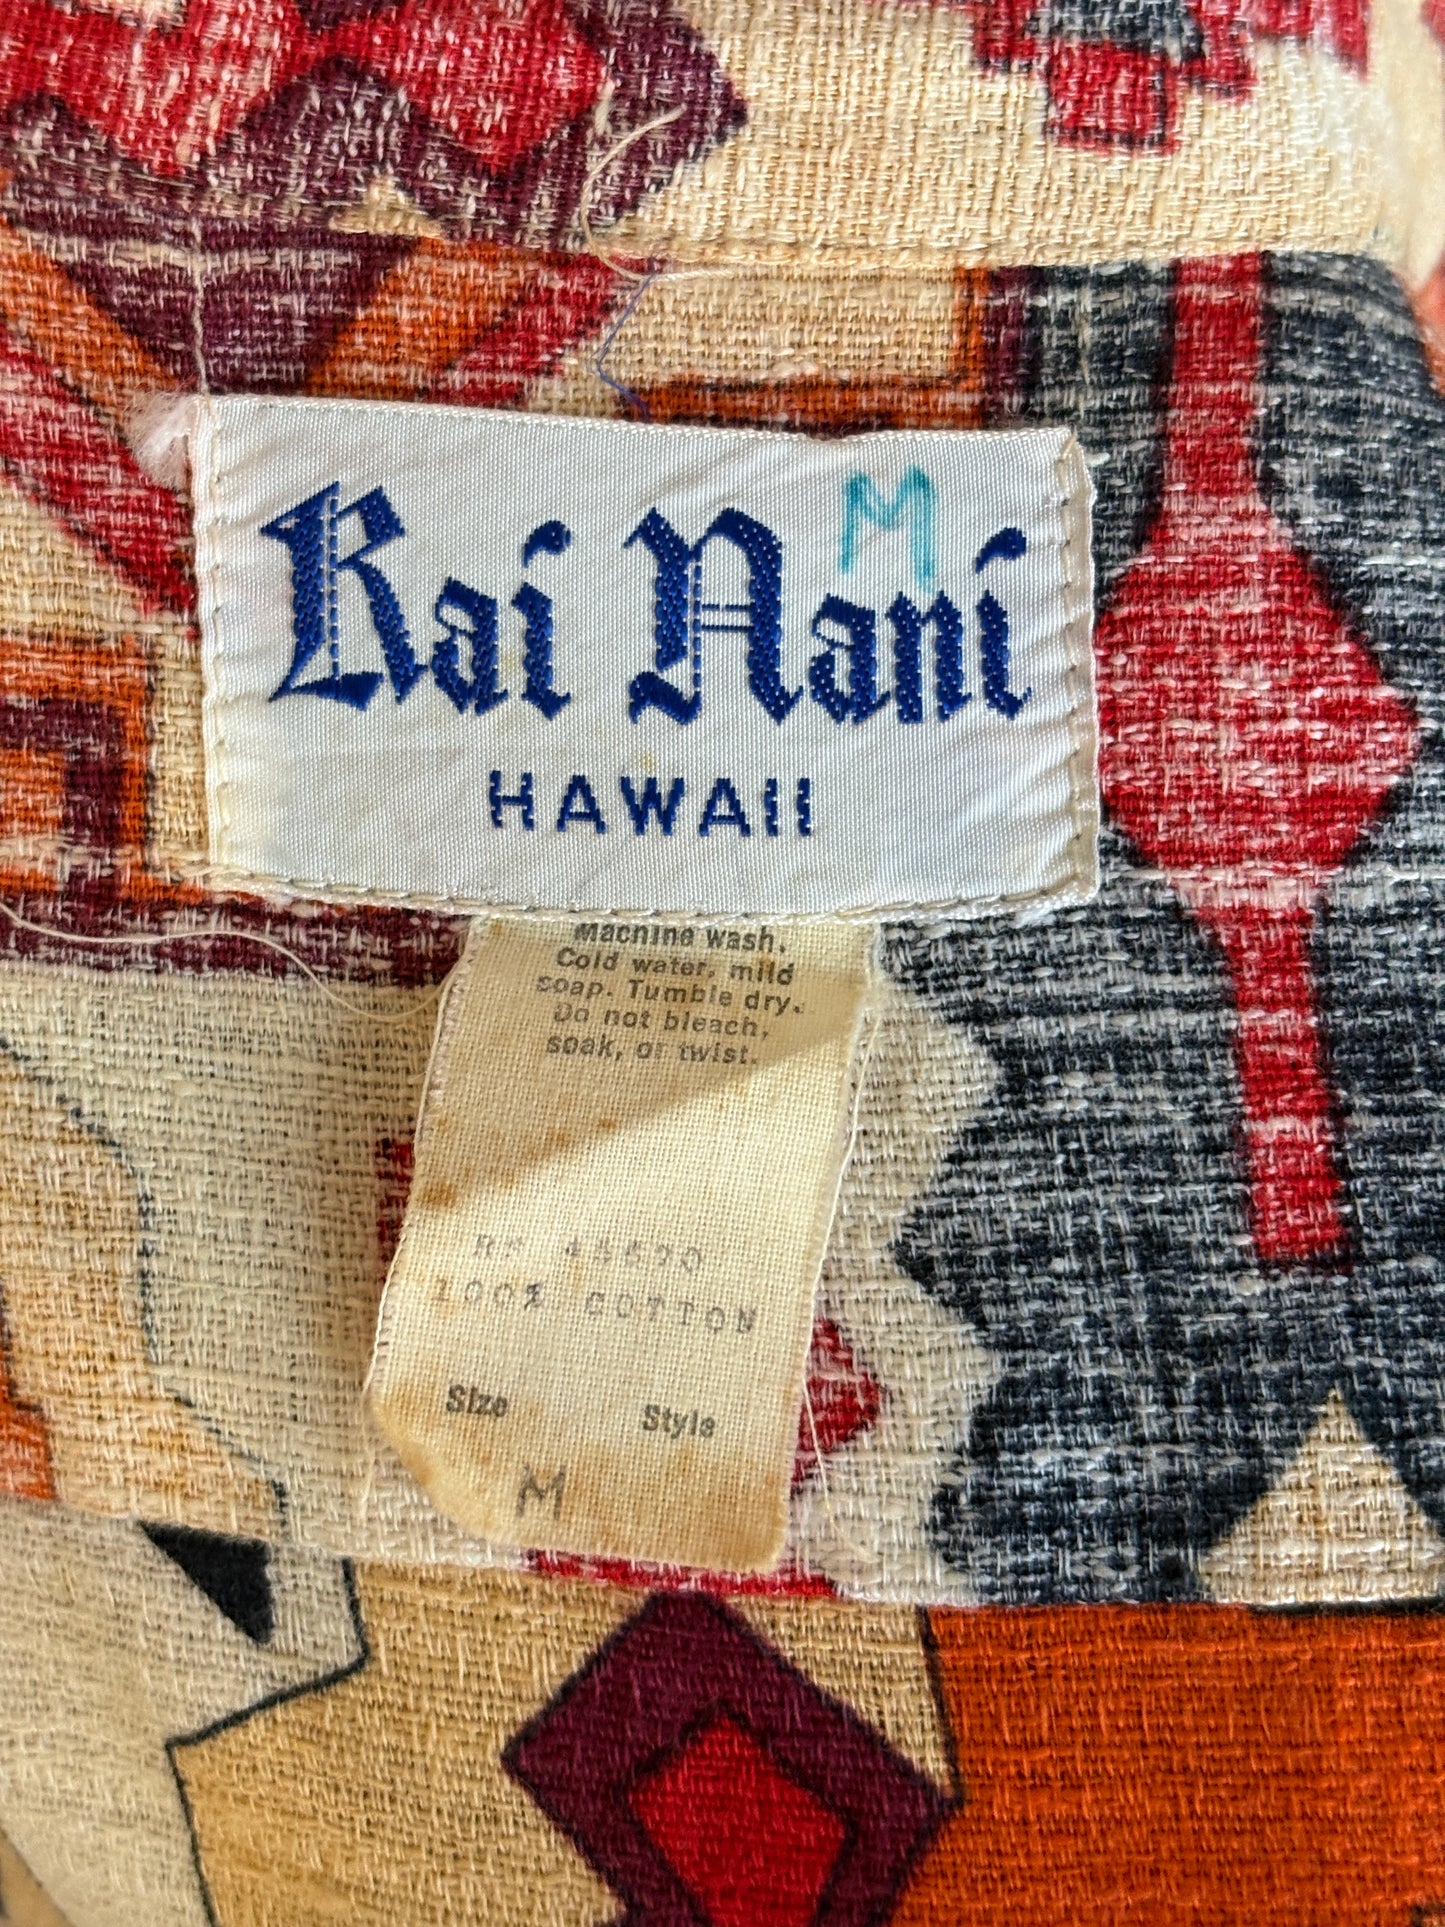 M
Kai Nani
HAWAII
Machine wash.
Cold water, mild
soap. Tumble dry.
Do not bleach,
soak, or twist.
100% COTTON
Size Style
M